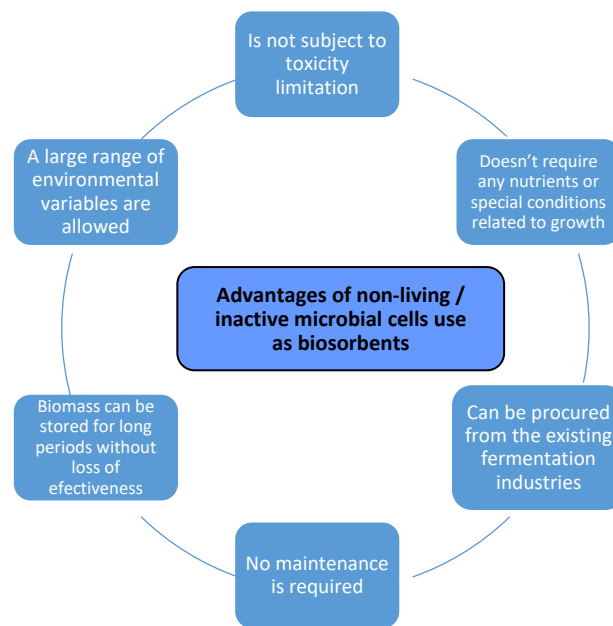 Is not subject to
toxicity
limitation
Doesn’t require
any nutrients or
special conditions
related to growth
Can be procured
from the existing
fermentation
industries
No maintenance
is required
Biomass can be
stored for long
periods without
loss of
efectiveness
A large range of
environmental
variables are
allowed
Advantages of non-living /
inactive microbial cells use
as biosorbents